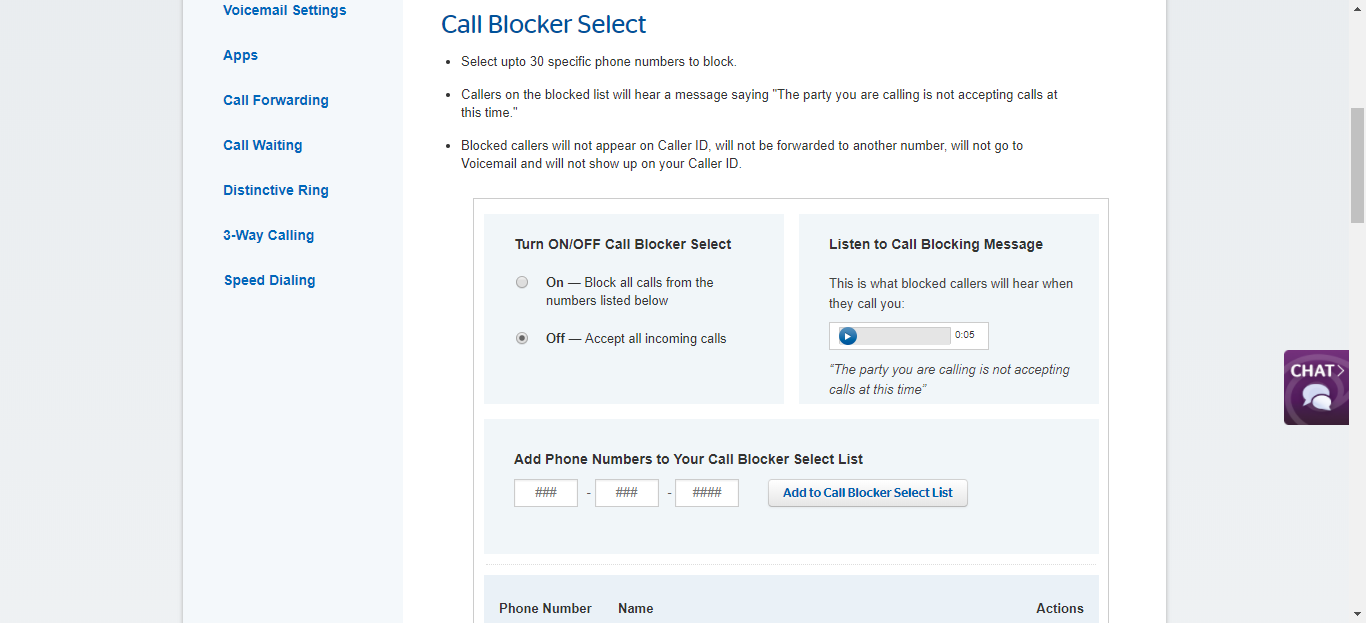 Voicemail Settings
Apps
Call Forwarding
Call Waiting
Distinctive Ring
3-Way Calling
Speed Dialing
Call Blocker Select
• Select upto 30 specific phone numbers to block.
• Callers on the blocked list will hear a message saying "The party you are calling is not accepting calls at
this time."
• Blocked callers will not appear on Caller ID, will not be forwarded to another number, will not go to
Voicemail and will not show up on your Caller ID.
Turn ON/OFF Call Blocker Select
On — Block all calls from the
numbers listed below
Off — Accept all incoming calls
Listen to Call Blocking Message
This is what blocked callers will hear when
they call you:
0:05
“The party you are calling is not accepting
calls at this time”
Add Phone Numbers to Your Call Blocker Select List
### - ### - #### Add to Call Blocker Select List
Phone Number Name Actions
CHAT>